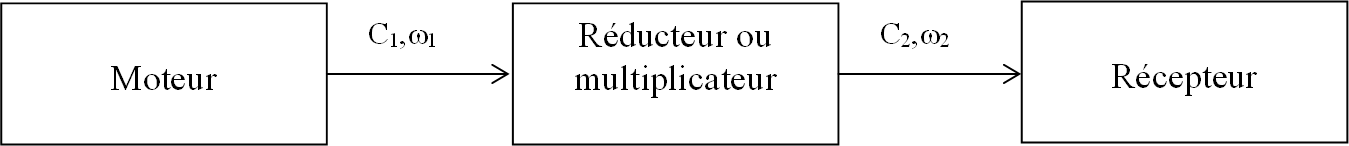 Moteur
C1,ω1
Réducteur ou
multiplicateur
C2,ω2
Récepteur